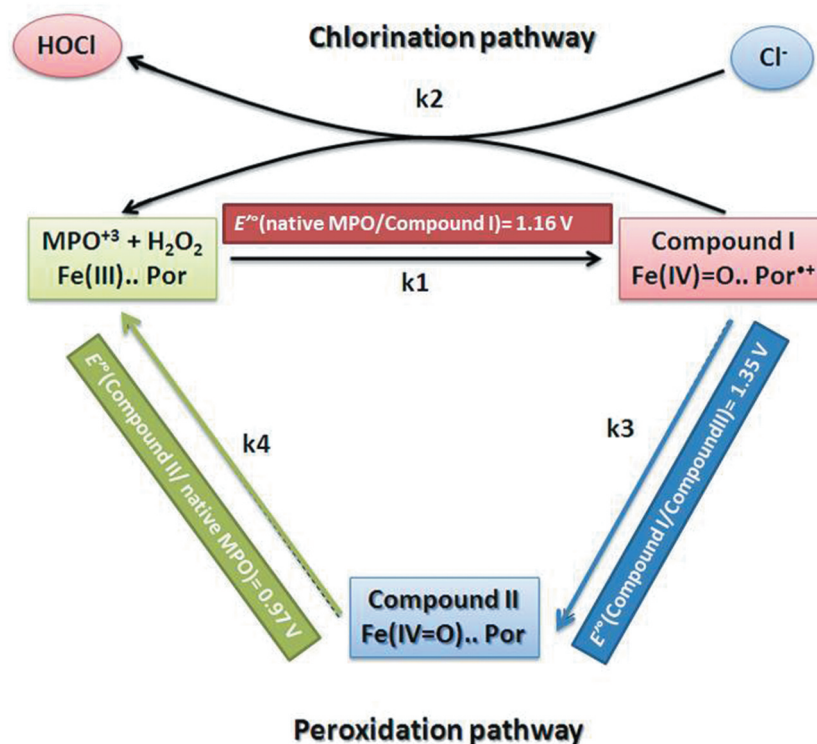 Chlorination pathway
HOCl
Cl⁻
k2
MPO⁺³ + H₂O₂
Fe(III).. Por
E′°(native MPO/Compound I)= 1.16 V
k1
Compound I
Fe(IV)=O.. Por•⁺
E′°(Compound II/ native MPO)= 0.97 V
k4
k3
E′°(Compound I/CompoundII)= 1.35 V
Compound II
Fe(IV=O).. Por
Peroxidation pathway